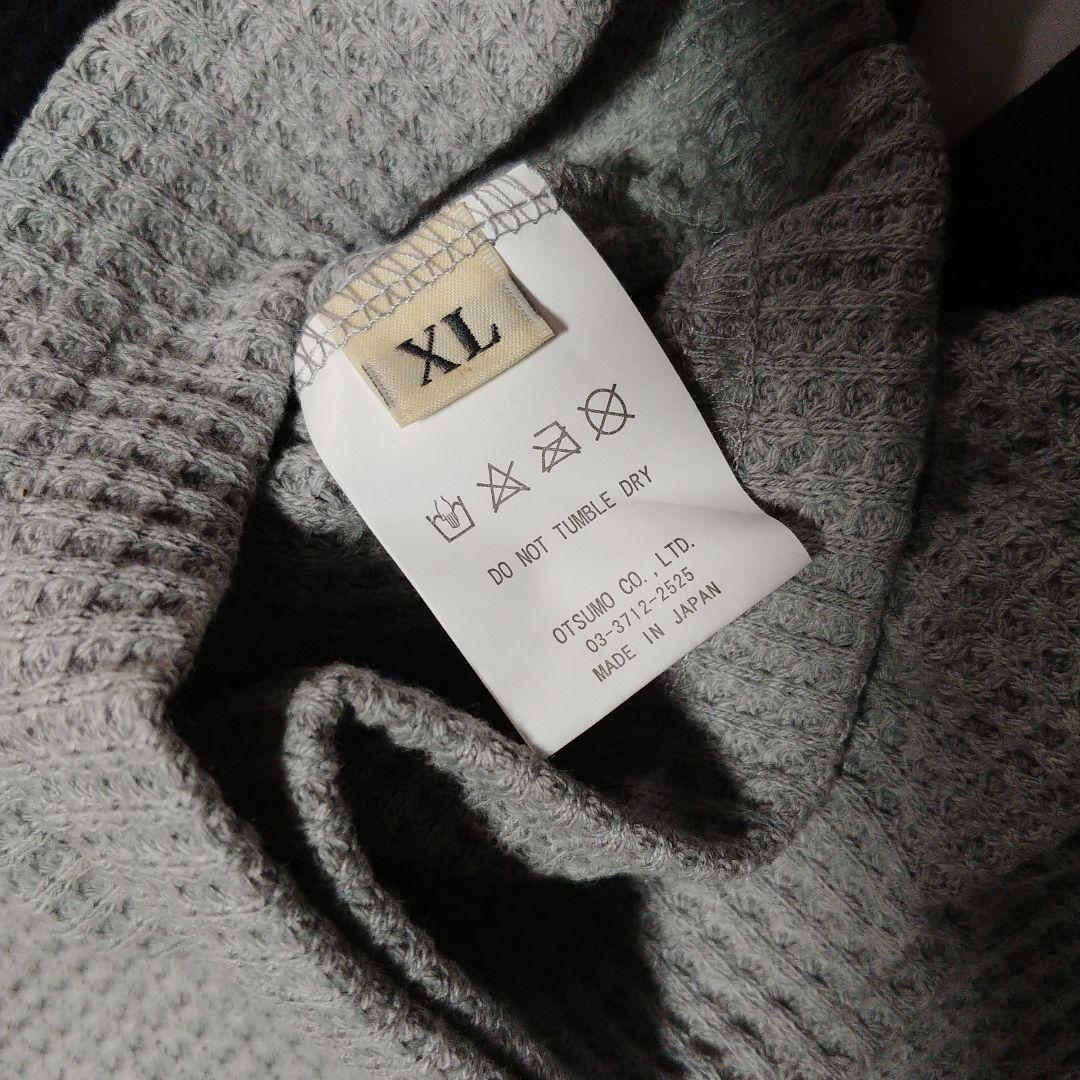 XL
DO NOT TUMBLE DRY
OTSUMO CO.,LTD.
03-3712-2525
MADE IN JAPAN